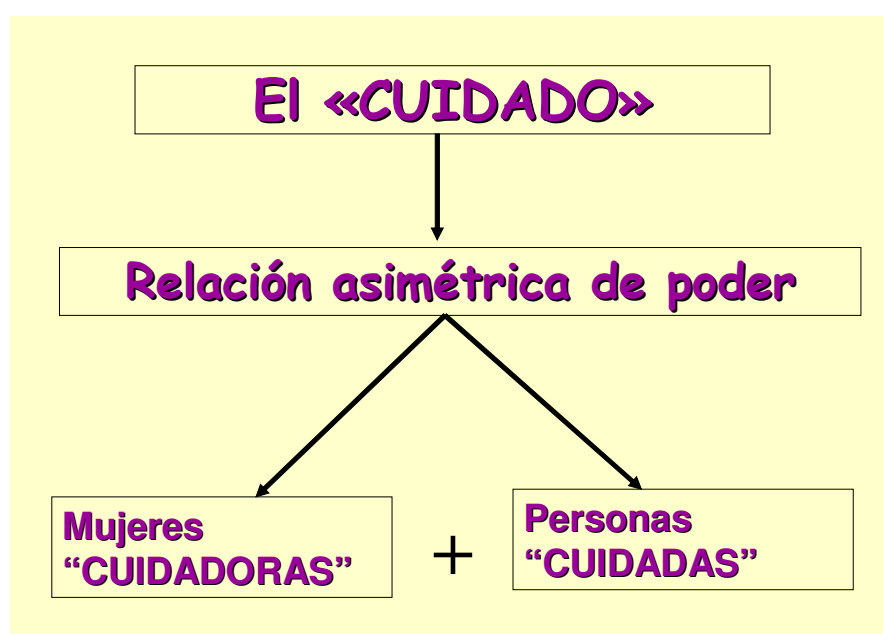 El «CUIDADO»
Relación asimétrica de poder
Mujeres
“CUIDADORAS”
+
Personas
“CUIDADAS”